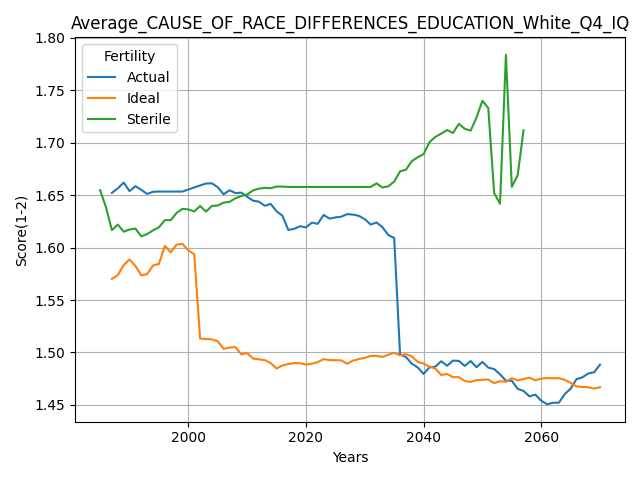 Average_CAUSE_OF_RACE_DIFFERENCES_EDUCATION_White_Q4_IQ
Fertility
Actual
Ideal
Sterile
Score(1-2)
1.80
1.75
1.70
1.65
1.60
1.55
1.50
1.45
2000
2020
2040
2060
Years